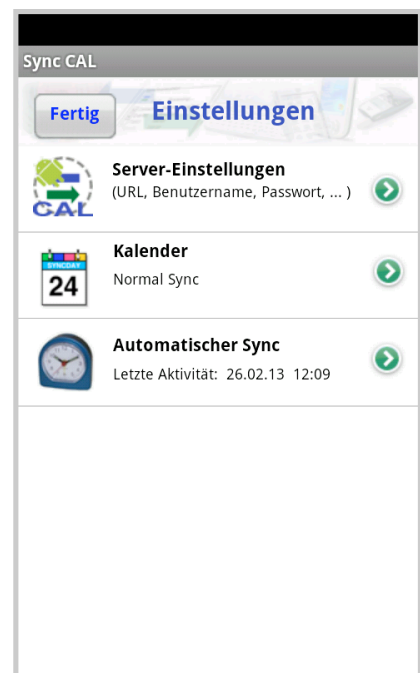 Sync CAL
Fertig
Einstellungen
Server-Einstellungen
(URL, Benutzername, Passwort, ... )
CAL
Kalender
SYNCDAY
24
Normal Sync
Automatischer Sync
Letzte Aktivität: 26.02.13 12:09